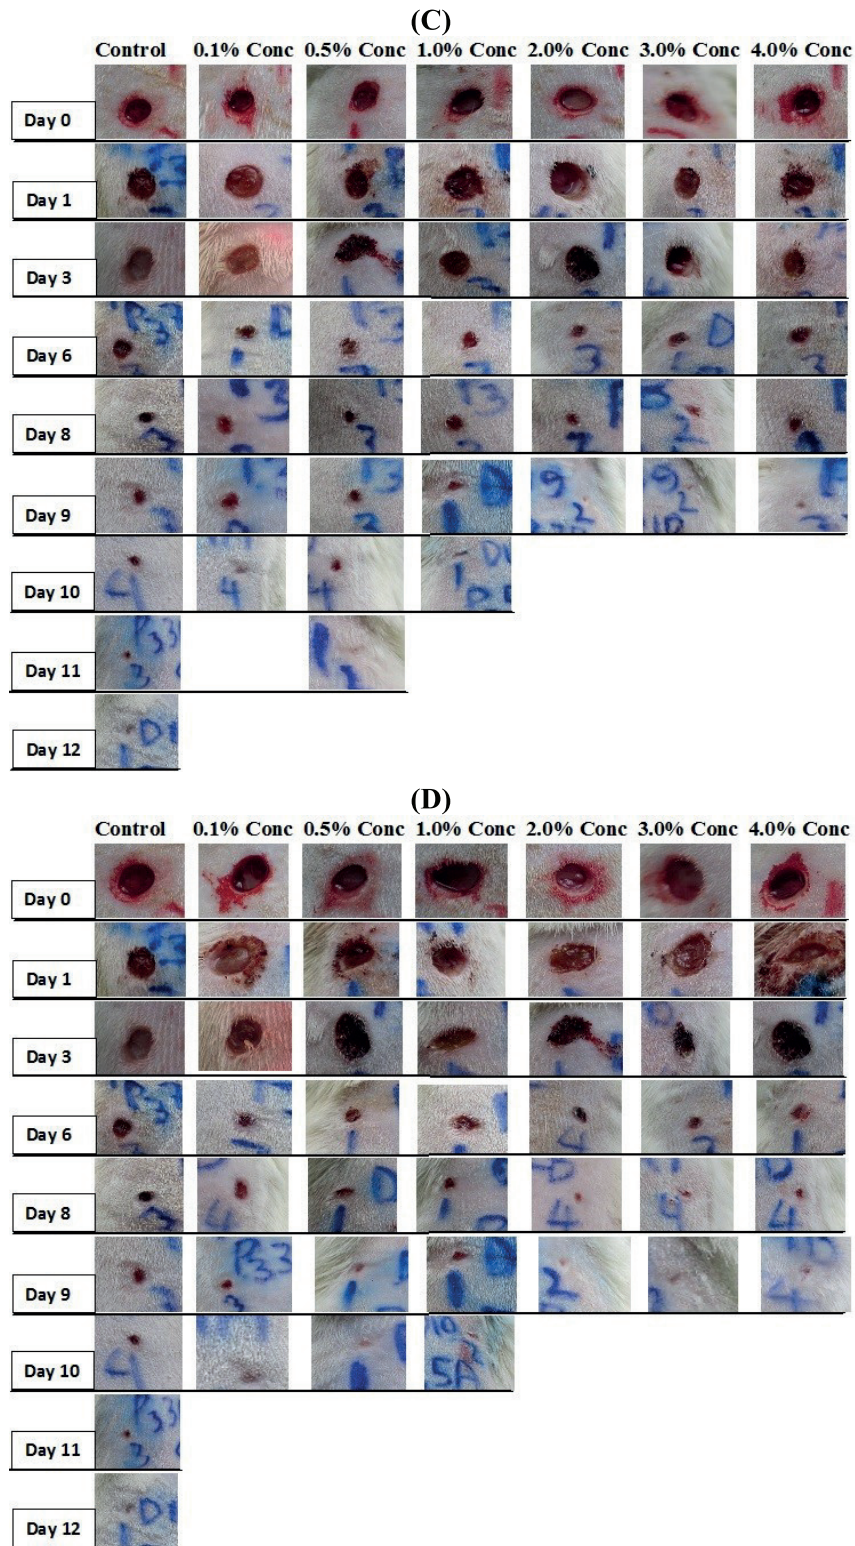 (C)
Control 0.1% Conc 0.5% Conc 1.0% Conc 2.0% Conc 3.0% Conc 4.0% Conc
Day 0
Day 1
Day 3
Day 6
Day 8
Day 9
Day 10
Day 11
Day 12
(D)
Control 0.1% Conc 0.5% Conc 1.0% Conc 2.0% Conc 3.0% Conc 4.0% Conc
Day 0
Day 1
Day 3
Day 6
Day 8
Day 9
Day 10
Day 11
Day 12